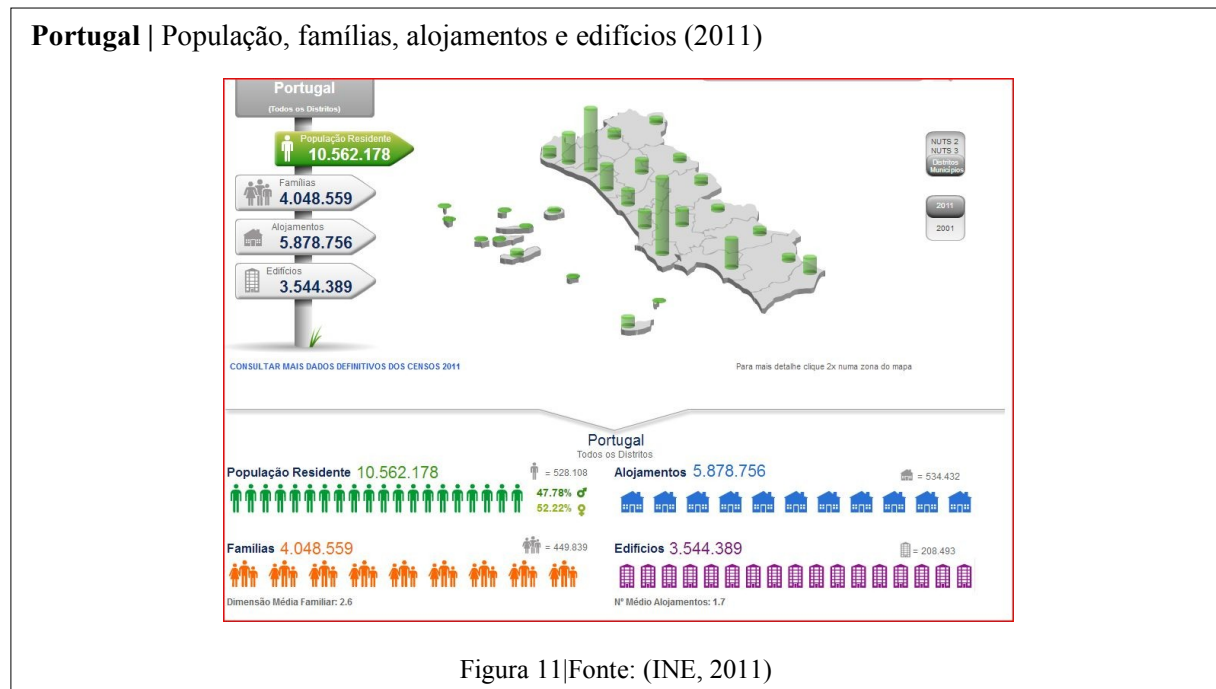 Portugal | População, famílias, alojamentos e edifícios (2011)
Portugal
(Todos os Distritos)
População Residente
10.562.178
Famílias
4.048.559
Alojamentos
5.878.756
Edifícios
3.544.389
NUTS 2
NUTS 3
Distritos
Municípios
2011
2001
CONSULTAR MAIS DADOS DEFINITIVOS DOS CENSOS 2011
Para mais detalhe clique 2x numa zona do mapa
Portugal
Todos os Distritos
População Residente 10.562.178
= 528.108
47.78% ♂
52.22% ♀
Alojamentos 5.878.756
= 534.432
Famílias 4.048.559
= 449.839
Dimensão Média Familiar: 2.6
Edificios 3.544.389
= 208.493
Nº Médio Alojamentos: 1.7
Figura 11|Fonte: (INE, 2011)